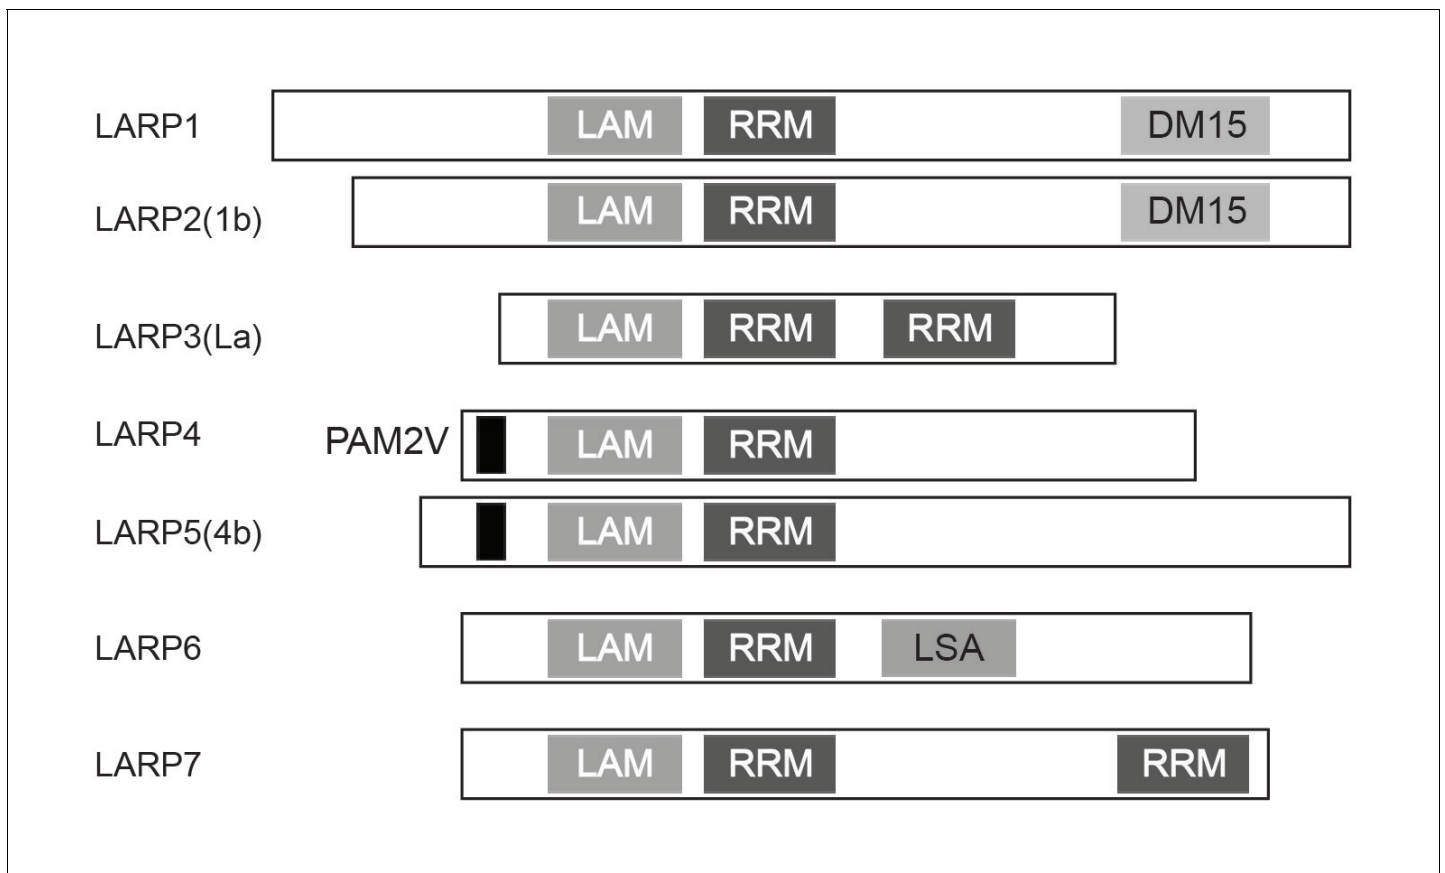 LARP1 LAM RRM DM15
LARP2(1b) LAM RRM DM15
LARP3(La) LAM RRM RRM
LARP4 PAM2V LAM RRM
LARP5(4b) LAM RRM
LARP6 LAM RRM LSA
LARP7 LAM RRM RRM